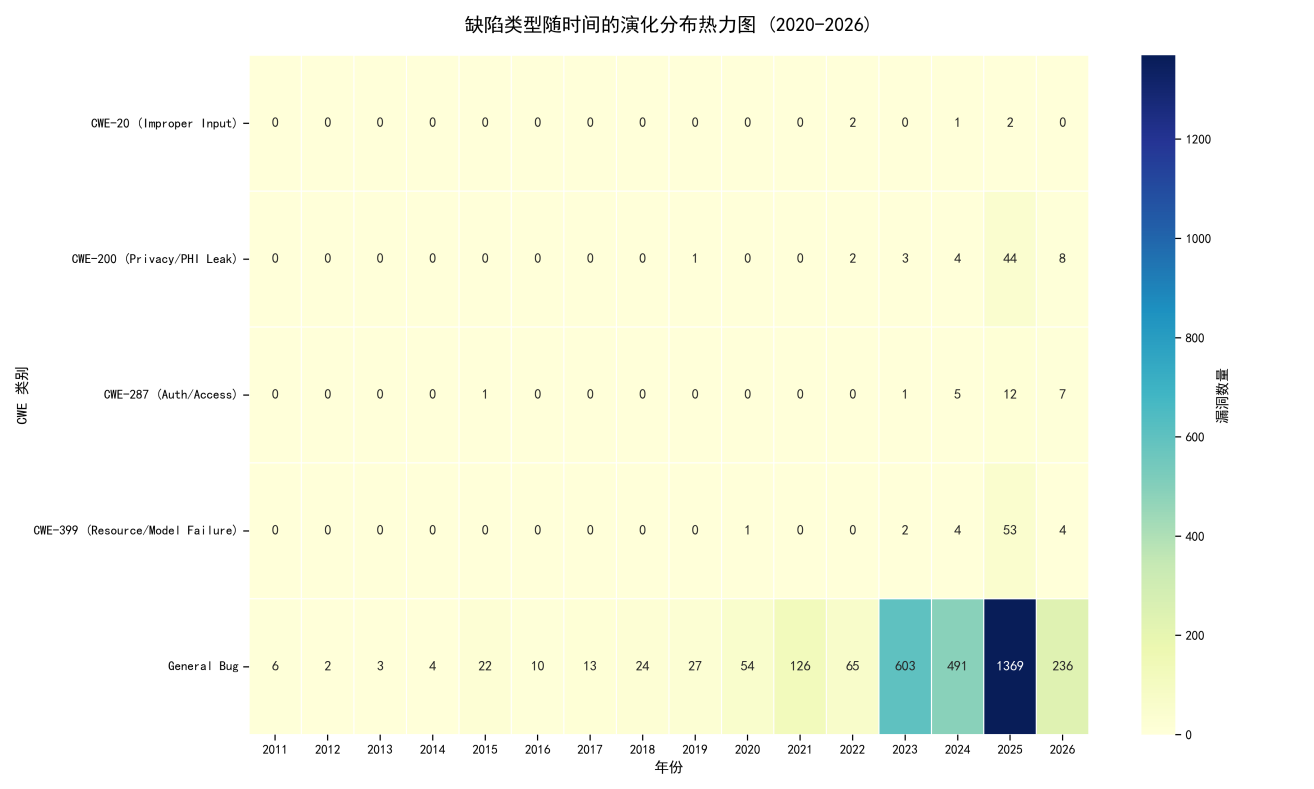 缺陷类型随时间的演化分布热力图 (2020-2026)
CWE-20 (Improper Input) 0 0 0 0 0 0 0 0 0 0 0 2 0 1 2 0
CWE-200 (Privacy/PHI Leak) 0 0 0 0 0 0 0 0 1 0 0 2 3 4 44 8
CWE-287 (Auth/Access) 0 0 0 0 1 0 0 0 0 0 0 0 1 5 12 7
CWE-399 (Resource/Model Failure) 0 0 0 0 0 0 0 0 0 1 0 0 2 4 53 4
General Bug 6 2 3 4 22 10 13 24 27 54 126 65 603 491 1369 236
2011 2012 2013 2014 2015 2016 2017 2018 2019 2020 2021 2022 2023 2024 2025 2026
年份
CWE 类别
1200
1000
800
600
400
200
0
漏洞数量